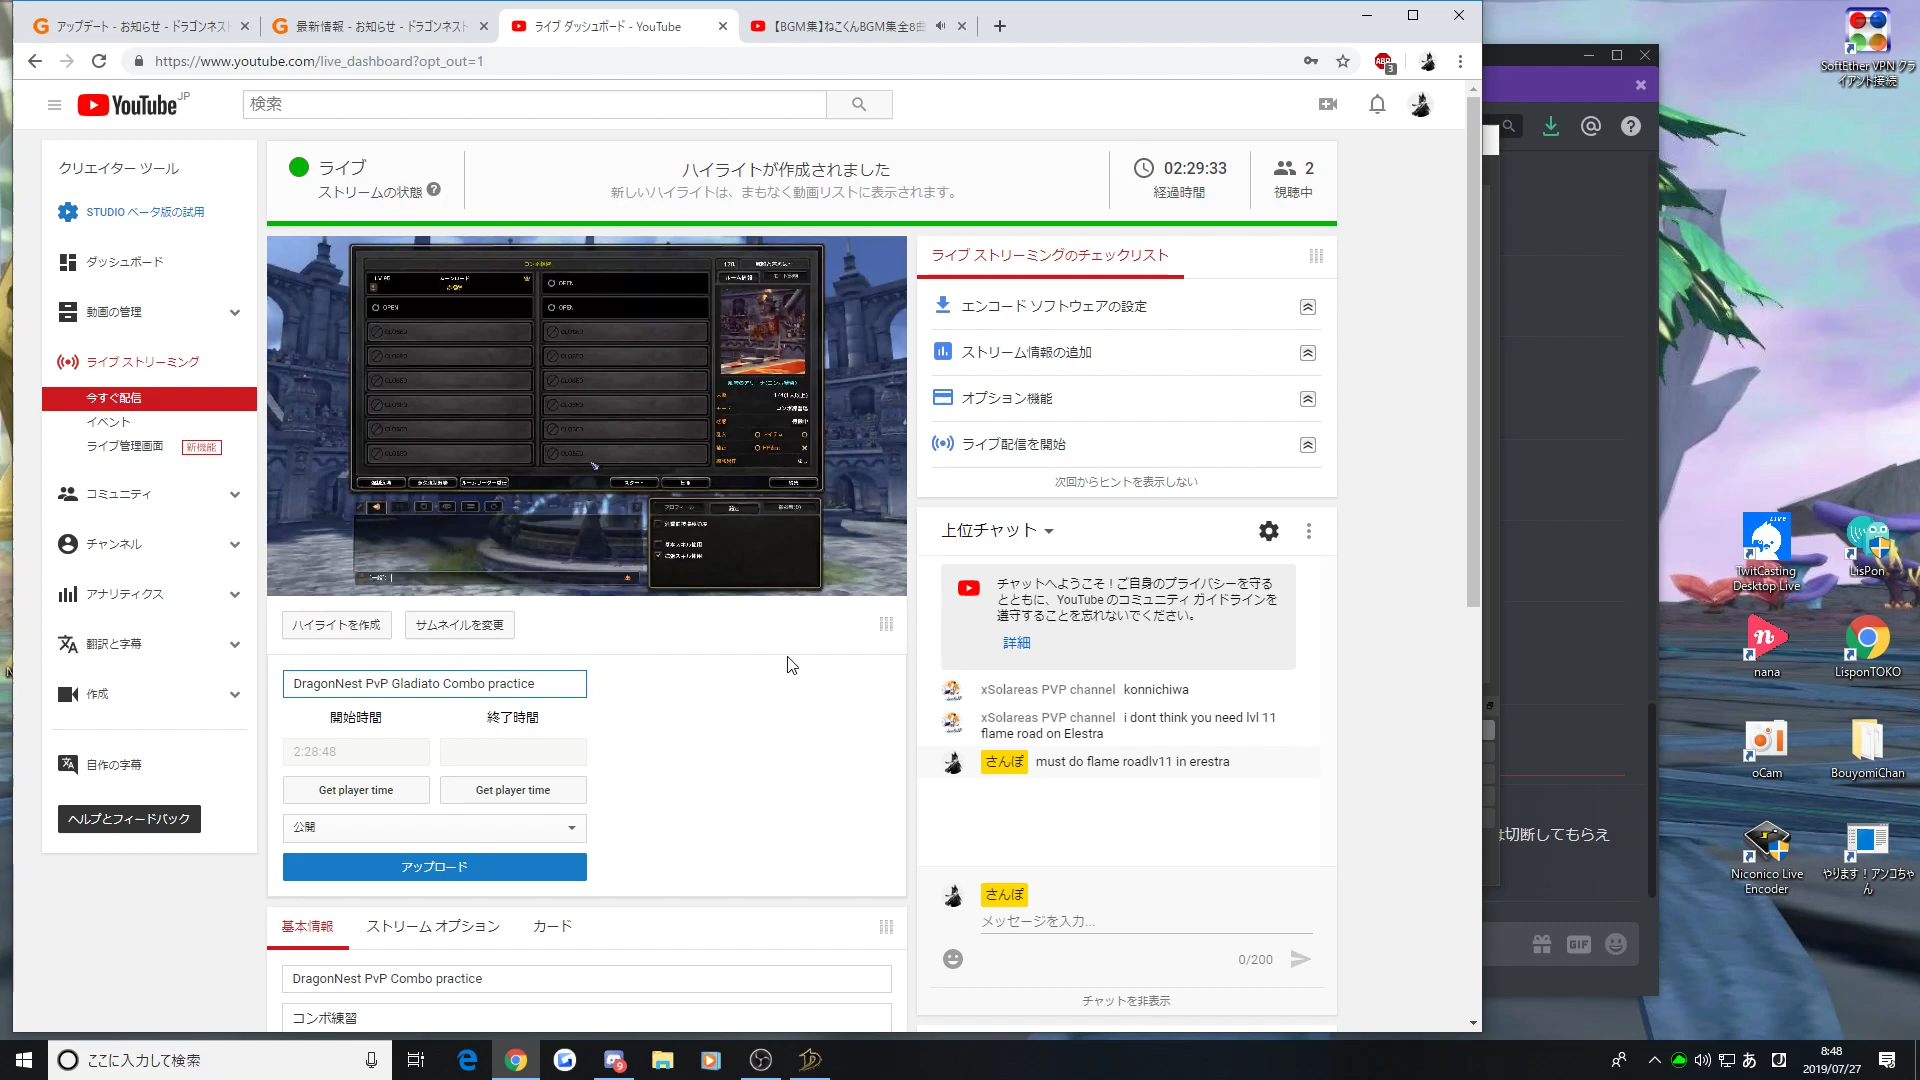 アップデート - お知らせ - ドラゴンネスト
最新情報 - お知らせ - ドラゴンネスト
ライブ ダッシュボード - YouTube
【BGM集】ねこくんBGM集全8曲
https://www.youtube.com/live_dashboard?opt_out=1
3
YouTube JP
検索
クリエイター ツール
STUDIO ベータ版の試用
ダッシュボード
動画の管理
ライブ ストリーミング
今すぐ配信
イベント
ライブ管理画面 新機能
コミュニティ
チャンネル
アナリティクス
翻訳と字幕
作成
自作の字幕
ヘルプとフィードバック
ライブ
ストリームの状態
ハイライトが作成されました
新しいハイライトは、まもなく動画リストに表示されます。
02:29:33
経過時間
2
視聴中
OPEN
OPEN OPEN
CLOSED CLOSED
CLOSED CLOSED
CLOSED CLOSED
CLOSED CLOSED
CLOSED CLOSED
CLOSED CLOSED
ハイライトを作成
サムネイルを変更
DragonNest PvP Gladiato Combo practice
開始時間 終了時間
2:28:48
Get player time Get player time
公開
アップロード
基本情報 ストリーム オプション カード
DragonNest PvP Combo practice
コンボ練習
ライブ ストリーミングのチェックリスト
エンコード ソフトウェアの設定
ストリーム情報の追加
オプション機能
ライブ配信を開始
次回からヒントを表示しない
上位チャット
チャットへようこそ！ご自身のプライバシーを守る
とともに、YouTube のコミュニティ ガイドラインを
遵守することを忘れないでください。
詳細
xSolareas PVP channel konnichiwa
xSolareas PVP channel i dont think you need lvl 11
flame road on Elestra
さんぽ must do flame roadlv11 in erestra
さんぽ
メッセージを入力...
0/200
チャットを非表示
は切断してもらえ
GIF
SoftEther VPN クラ
イアント接続
TwitCasting
Desktop Live
LisPon
nana
LisponTOKO
oCam
BouyomiChan
Niconico Live
Encoder
やります！アンコちゃ
ん
ここに入力して検索
9
あ
8:48
2019/07/27